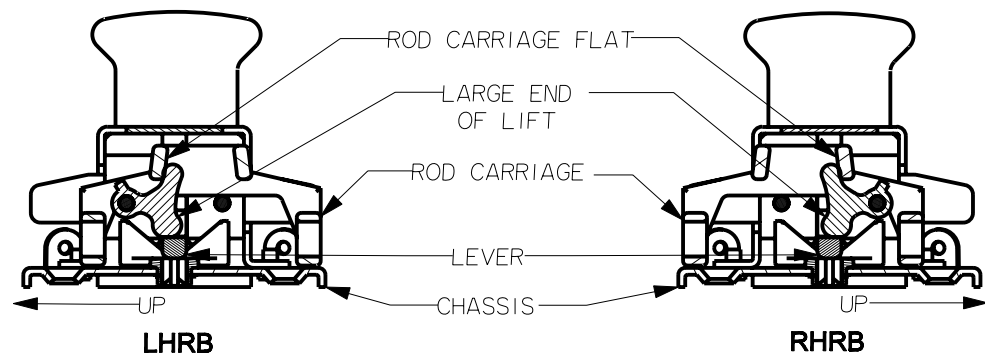 ROD CARRIAGE FLAT
LARGE END
OF LIFT
ROD CARRIAGE
LEVER
CHASSIS
UP
UP
LHRB
RHRB